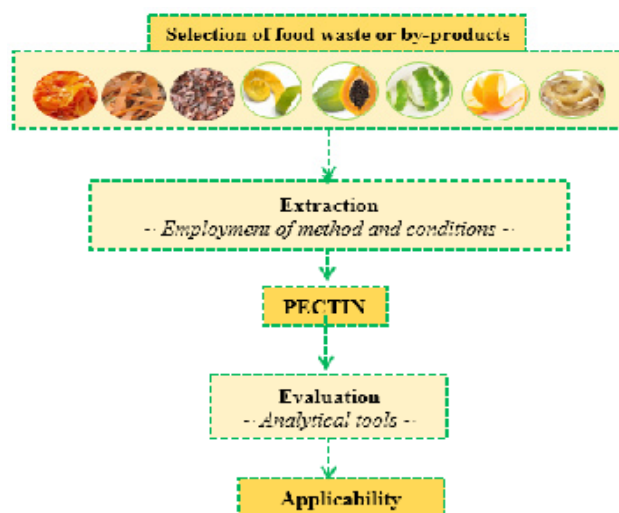 Selection of food waste or by-products
Extraction
-- Employment of method and conditions --
PECTIN
Evaluation
-- Analytical tools --
Applicability